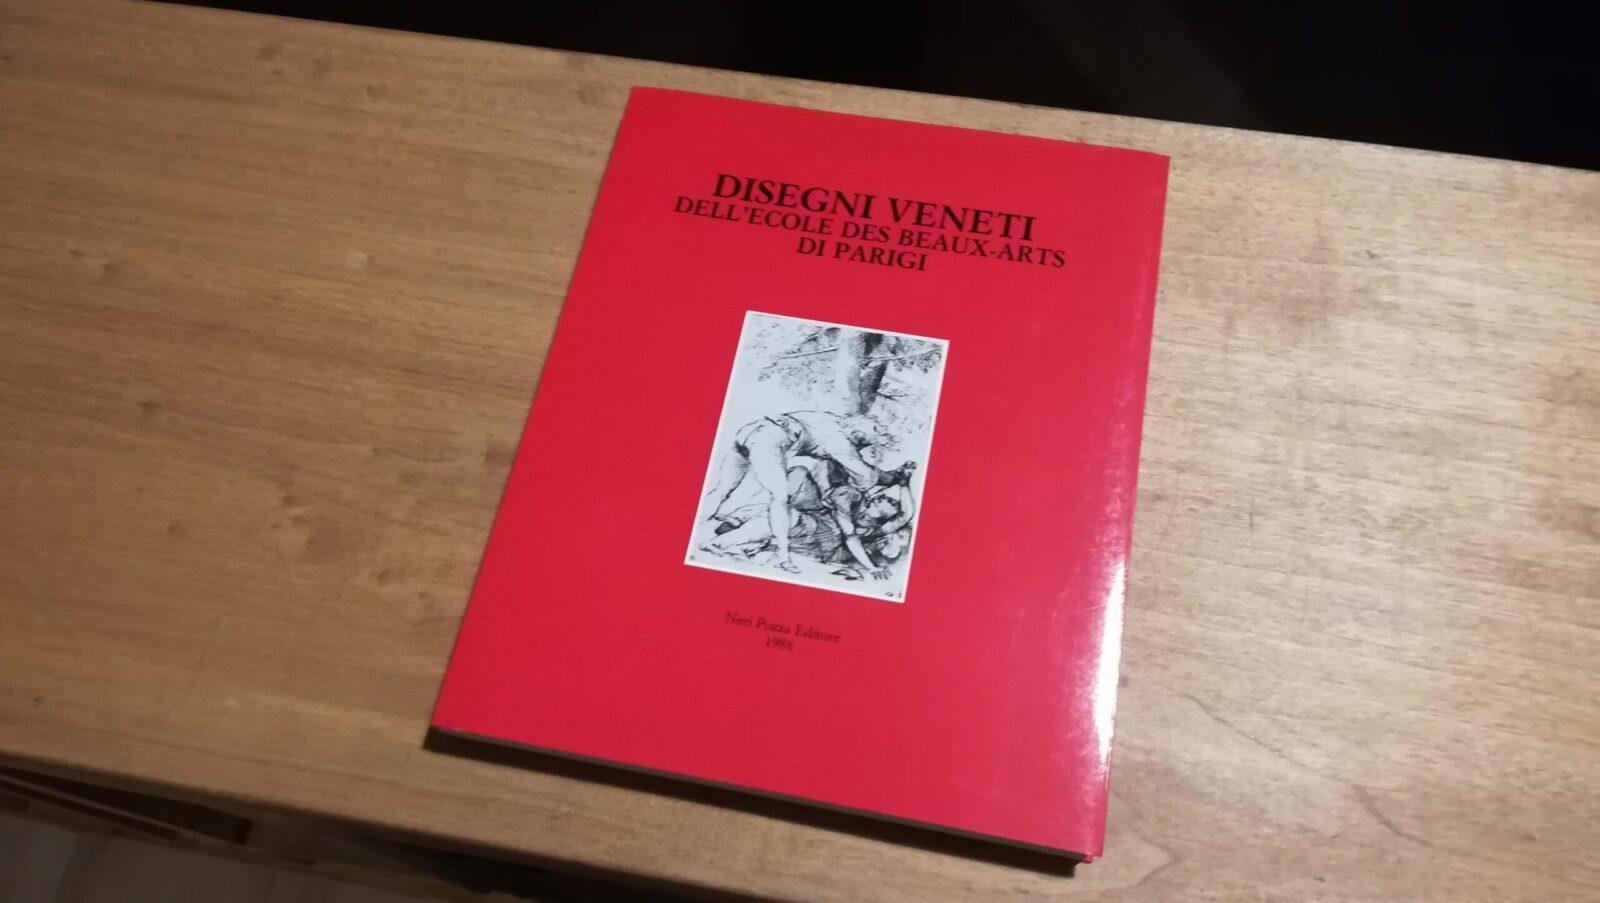 DISEGNI VENETI
DELL'ECOLE DES BEAUX-ARTS
DI PARIGI
Neri Pozza Editore
1988